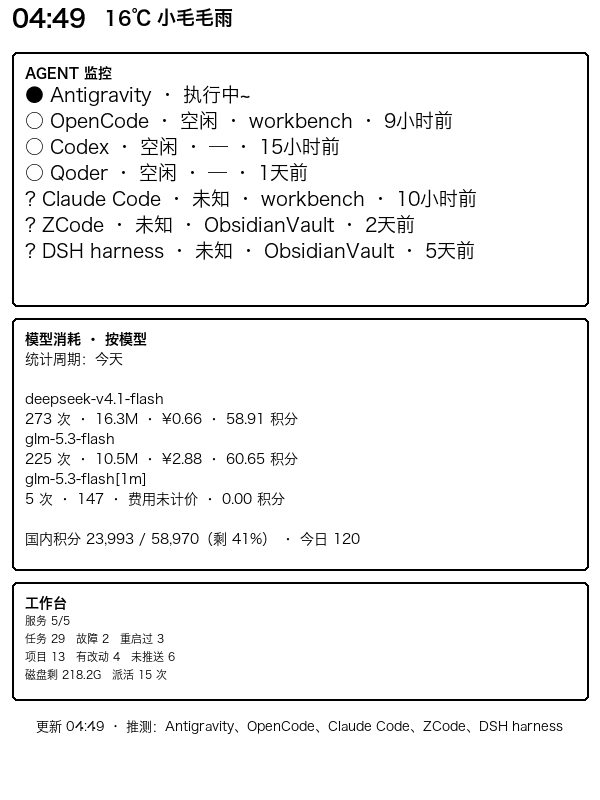 04:49 16℃ 小毛毛雨
AGENT 监控
● Antigravity · 执行中~
○ OpenCode · 空闲 · workbench · 9小时前
○ Codex · 空闲 · — · 15小时前
○ Qoder · 空闲 · — · 1天前
? Claude Code · 未知 · workbench · 10小时前
? ZCode · 未知 · ObsidianVault · 2天前
? DSH harness · 未知 · ObsidianVault · 5天前
模型消耗 · 按模型
统计周期：今天
deepseek-v4.1-flash
273 次 · 16.3M · ¥0.66 · 58.91 积分
glm-5.3-flash
225 次 · 10.5M · ¥2.88 · 60.65 积分
glm-5.3-flash[1m]
5 次 · 147 · 费用未计价 · 0.00 积分
国内积分 23,993 / 58,970（剩 41%） · 今日 120
工作台
服务 5/5
任务 29 故障 2 重启过 3
项目 13 有改动 4 未推送 6
磁盘剩 218.2G 派活 15 次
更新 04:49 · 推测：Antigravity、OpenCode、Claude Code、ZCode、DSH harness